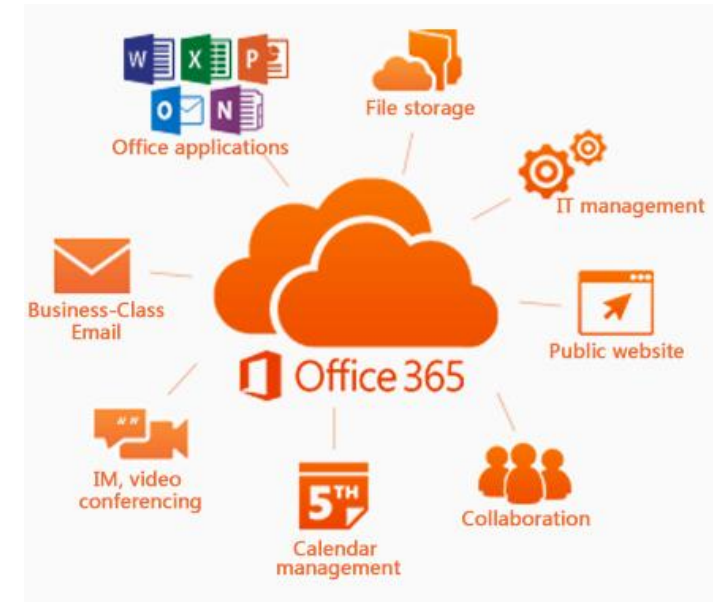 W X P
O N
Office applications
File storage
IT management
Business-Class
Email
Public website
Office 365
IM, video
conferencing
5TH
Calendar
management
Collaboration